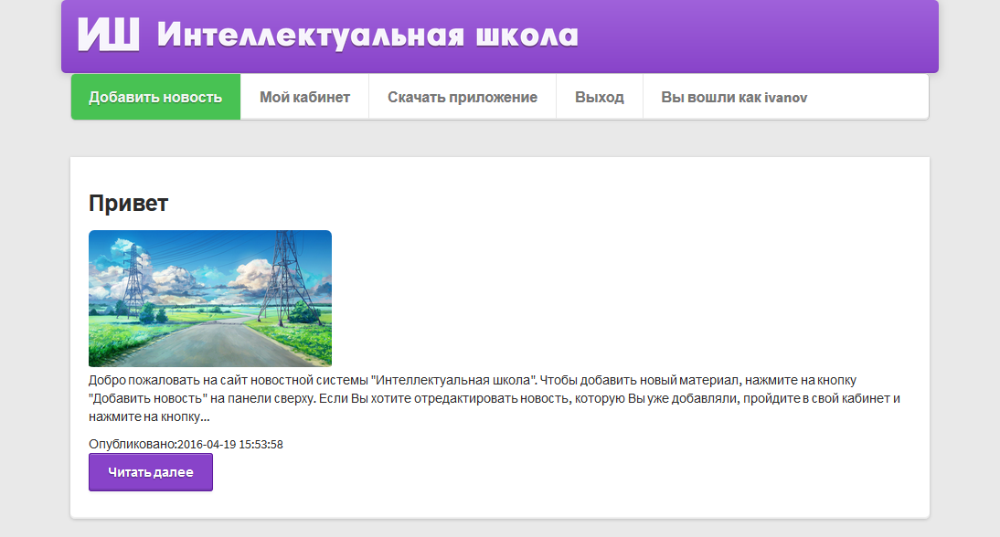 ИШ Интеллектуальная школа
Добавить новость Мой кабинет Скачать приложение Выход Вы вошли как ivanov
Привет
Добро пожаловать на сайт новостной системы "Интеллектуальная школа". Чтобы добавить новый материал, нажмите на кнопку
"Добавить новость" на панели сверху. Если Вы хотите отредактировать новость, которую Вы уже добавляли, пройдите в свой кабинет и
нажмите на кнопку...
Опубликовано:2016-04-19 15:53:58
Читать далее